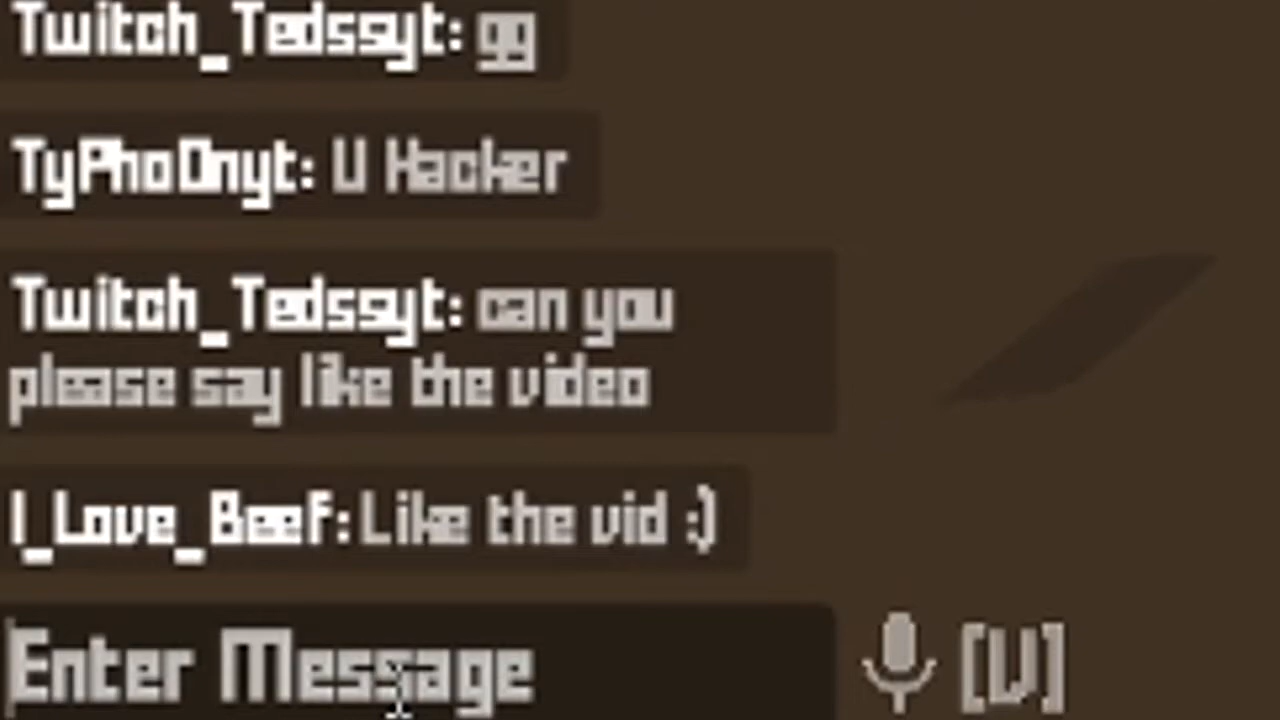 Twitch_Tedssyt: gg
TyPhoOnyt: U Hacker
Twitch_Tedssyt: can you
please say like the video
I_Love_Beef: Like the vid :)
Enter Message [V]